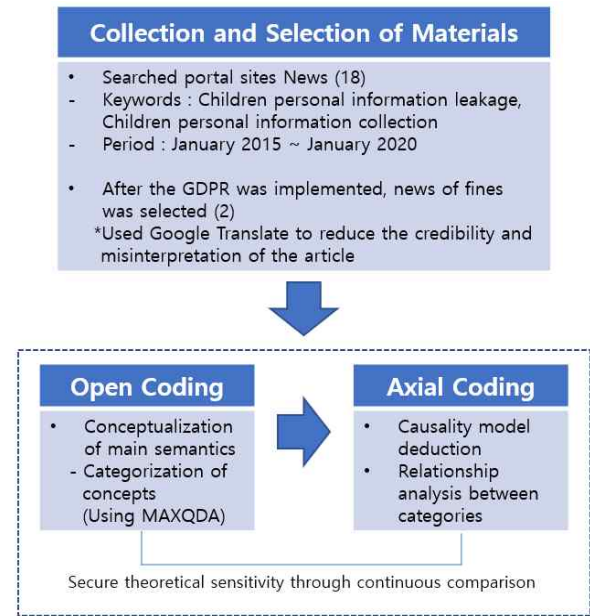 Collection and Selection of Materials
• Searched portal sites News (18)
- Keywords : Children personal information leakage,
Children personal information collection
- Period : January 2015 ~ January 2020
• After the GDPR was implemented, news of fines
was selected (2)
*Used Google Translate to reduce the credibility and
misinterpretation of the article
Open Coding
• Conceptualization
of main semantics
- Categorization of
concepts
(Using MAXQDA)
Axial Coding
• Causality model
deduction
• Relationship
analysis between
categories
Secure theoretical sensitivity through continuous comparison